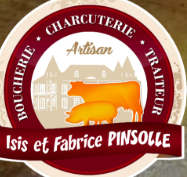 BOUCHERIE • CHARCUTERIE • TRAITEUR
Artisan
Isis et Fabrice PINSOLLE